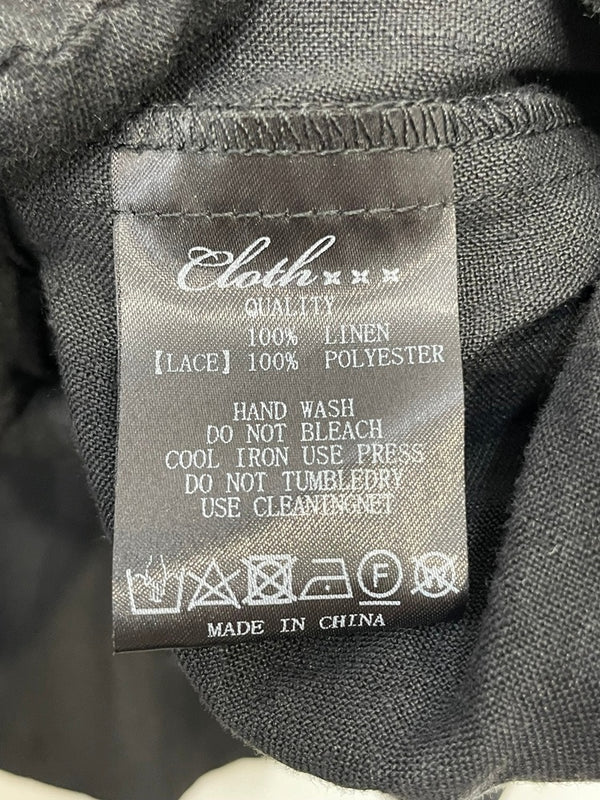 Cloth×××
QUALITY
100% LINEN
【LACE】 100% POLYESTER
HAND WASH
DO NOT BLEACH
COOL IRON USE PRESS
DO NOT TUMBLEDRY
USE CLEANINGNET
F W
MADE IN CHINA